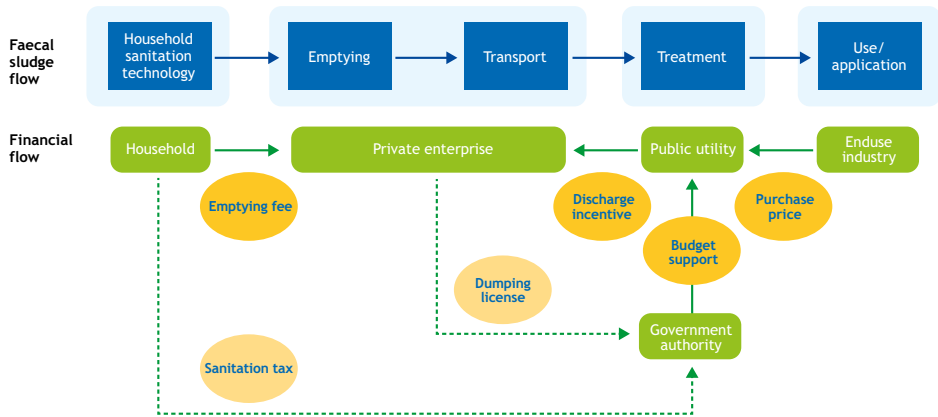 Faecal
sludge
flow
Household
sanitation
technology
Emptying
Transport
Treatment
Use/
application
Financial
flow
Household
Private enterprise
Public utility
Enduse
industry
Emptying fee
Discharge
incentive
Purchase
price
Budget
support
Dumping
license
Government
authority
Sanitation tax